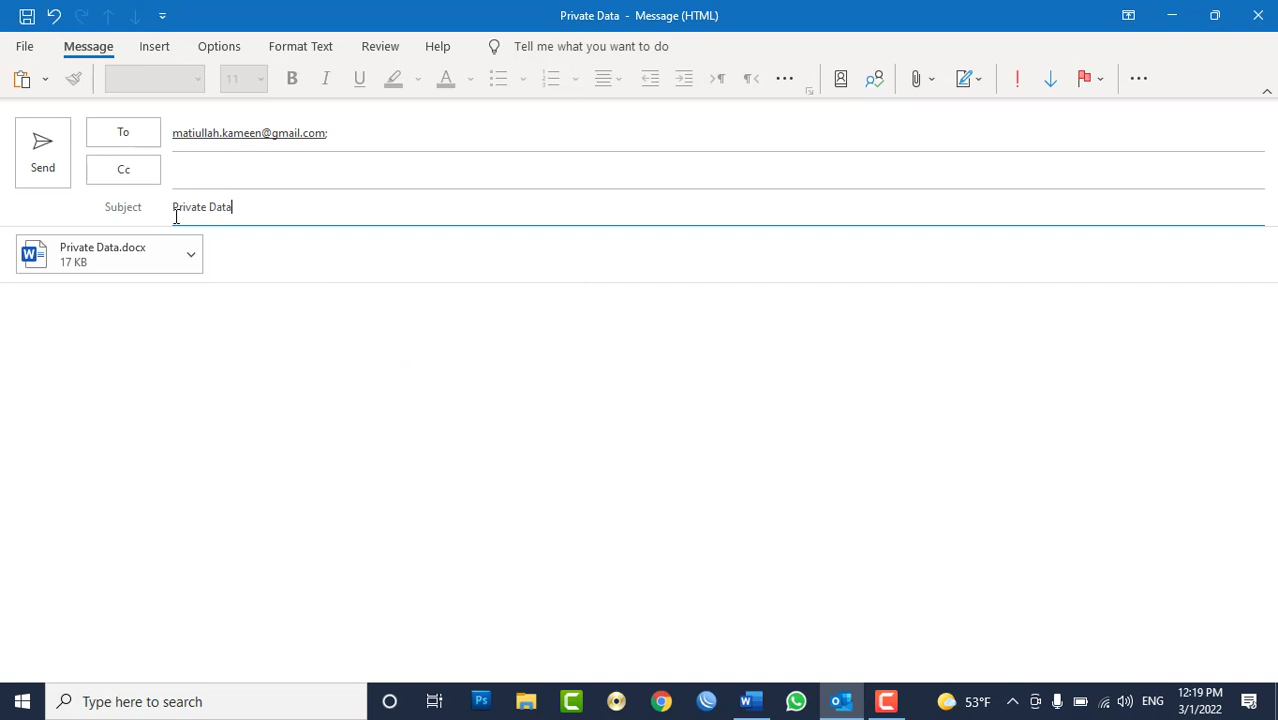 Private Data - Message (HTML)
File Message Insert Options Format Text Review Help Tell me what you want to do
11 B I U A
Send
To matiullah.kameen@gmail.com;
Cc
Subject Private Data
Private Data.docx
17 KB
Type here to search
Ps
W
53°F
ENG
12:19 PM
3/1/2022